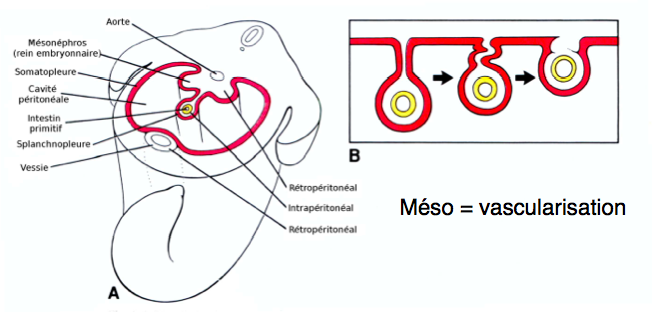 Aorte
Mésonéphros
(rein embryonnaire)
Somatopleure
Cavité
péritonéale
Intestin
primitif
Splanchnopleure
Vessie
Rétropéritonéal
Intrapéritonéal
Rétropéritonéal
A
B
Méso = vascularisation